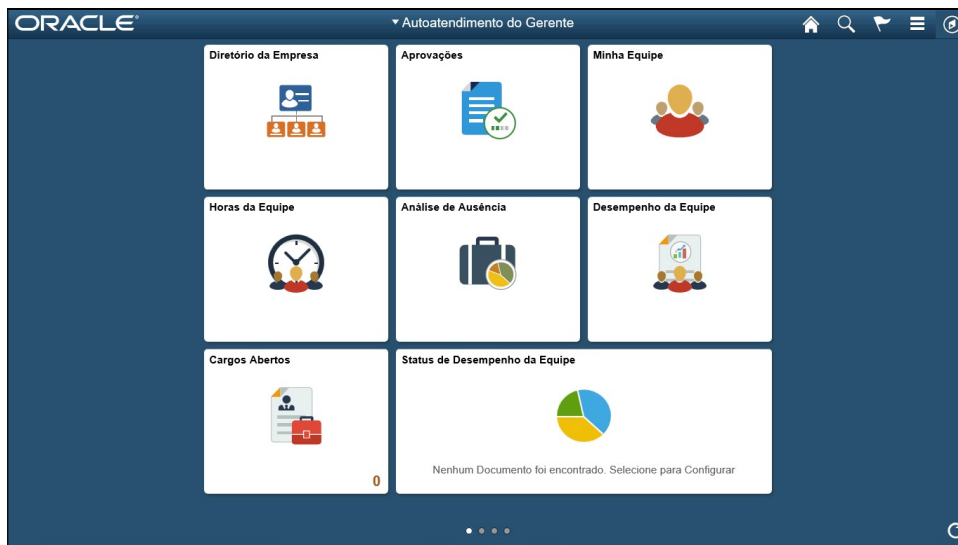 ORACLE
Autoatendimento do Gerente
Diretório da Empresa
Aprovações
Minha Equipe
Horas da Equipe
Análise de Ausência
Desempenho da Equipe
Cargos Abertos
0
Status de Desempenho da Equipe
Nenhum Documento foi encontrado. Selecione para Configurar